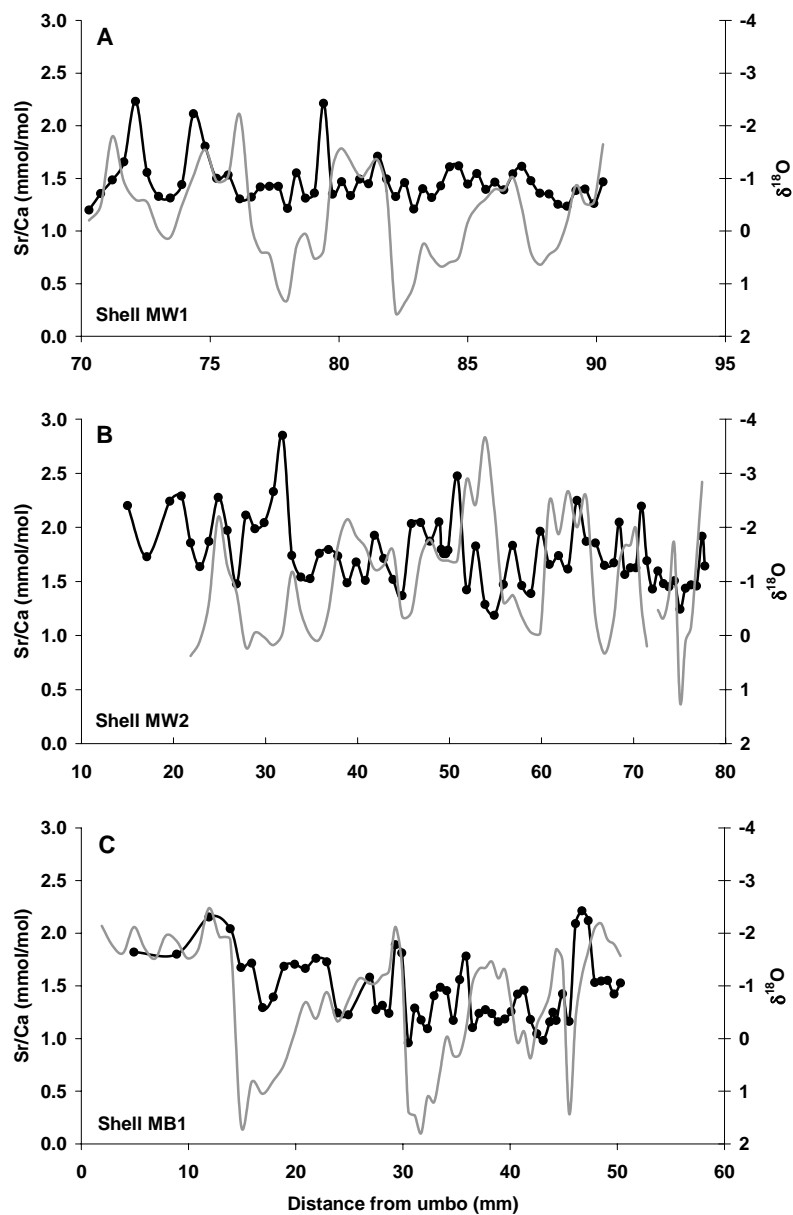 A
3.0
2.5
2.0
1.5
1.0
0.5
0.0
Sr/Ca (mmol/mol)
-4
-3
-2
-1
0
1
2
δ18O
Shell MW1
70 75 80 85 90 95
B
3.0
2.5
2.0
1.5
1.0
0.5
0.0
Sr/Ca (mmol/mol)
-4
-3
-2
-1
0
1
2
δ18O
Shell MW2
10 20 30 40 50 60 70 80
C
3.0
2.5
2.0
1.5
1.0
0.5
0.0
Sr/Ca (mmol/mol)
-4
-3
-2
-1
0
1
2
δ18O
Shell MB1
0 10 20 30 40 50 60
Distance from umbo (mm)